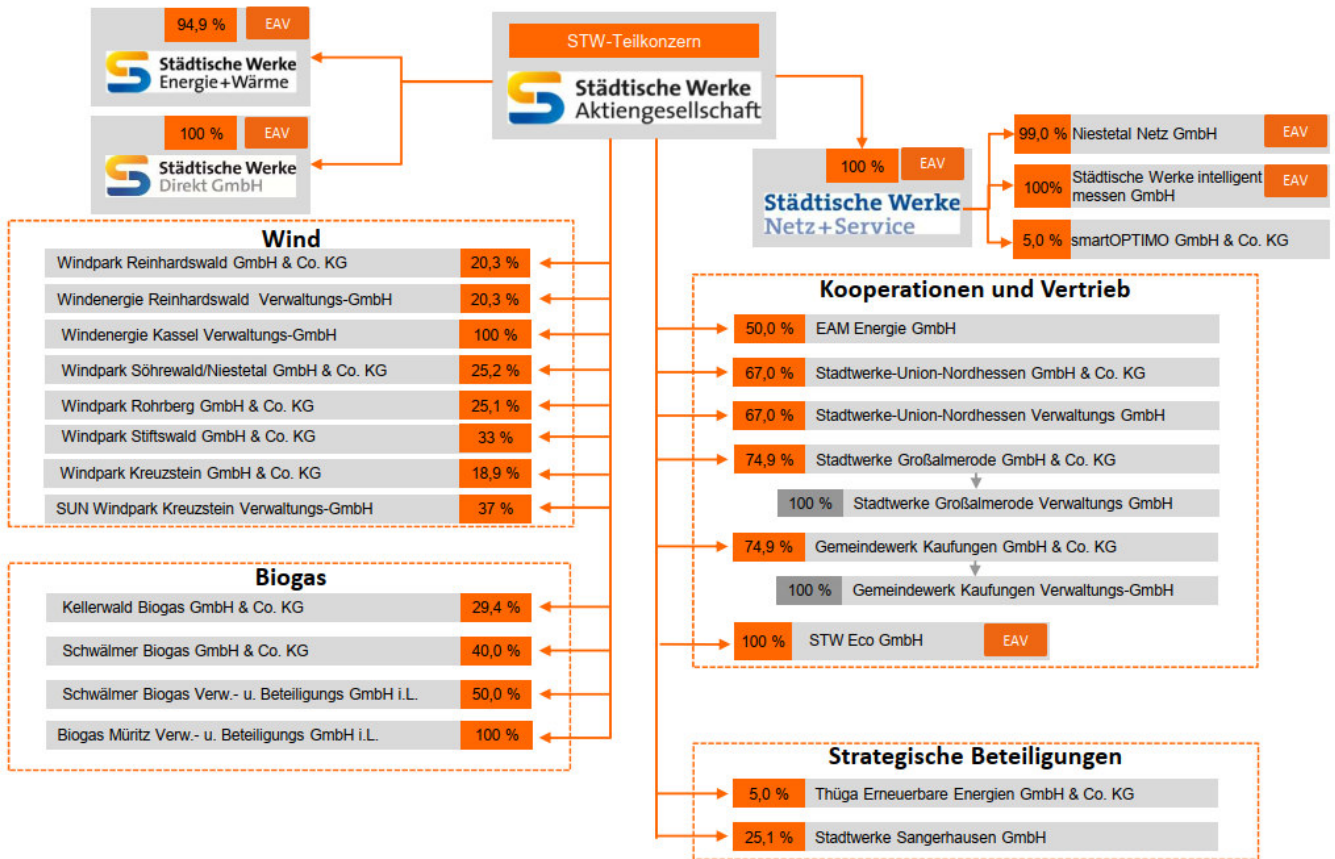 94,9 % EAV
Städtische Werke
Energie+Wärme
100 % EAV
Städtische Werke
Direkt GmbH
STW-Teilkonzern
Städtische Werke
Aktiengesellschaft
100 % EAV
Städtische Werke
Netz+Service
99,0 % Niestetal Netz GmbH EAV
100% Städtische Werke intelligent
messen GmbH EAV
5,0 % smartOPTIMO GmbH & Co. KG
Wind
Windpark Reinhardswald GmbH & Co. KG 20,3 %
Windenergie Reinhardswald Verwaltungs-GmbH 20,3 %
Windenergie Kassel Verwaltungs-GmbH 100 %
Windpark Söhrewald/Niestetal GmbH & Co. KG 25,2 %
Windpark Rohrberg GmbH & Co. KG 25,1 %
Windpark Stiftswald GmbH & Co. KG 33 %
Windpark Kreuzstein GmbH & Co. KG 18,9 %
SUN Windpark Kreuzstein Verwaltungs-GmbH 37 %
Biogas
Kellerwald Biogas GmbH & Co. KG 29,4 %
Schwälmer Biogas GmbH & Co. KG 40,0 %
Schwälmer Biogas Verw.- u. Beteiligungs GmbH i.L. 50,0 %
Biogas Müritz Verw.- u. Beteiligungs GmbH i.L. 100 %
Kooperationen und Vertrieb
50,0 % EAM Energie GmbH
67,0 % Stadtwerke-Union-Nordhessen GmbH & Co. KG
67,0 % Stadtwerke-Union-Nordhessen Verwaltungs GmbH
74,9 % Stadtwerke Großalmerode GmbH & Co. KG
100 % Stadtwerke Großalmerode Verwaltungs GmbH
74,9 % Gemeindewerk Kaufungen GmbH & Co. KG
100 % Gemeindewerk Kaufungen Verwaltungs-GmbH
100 % STW Eco GmbH EAV
Strategische Beteiligungen
5,0 % Thüga Erneuerbare Energien GmbH & Co. KG
25,1 % Stadtwerke Sangerhausen GmbH